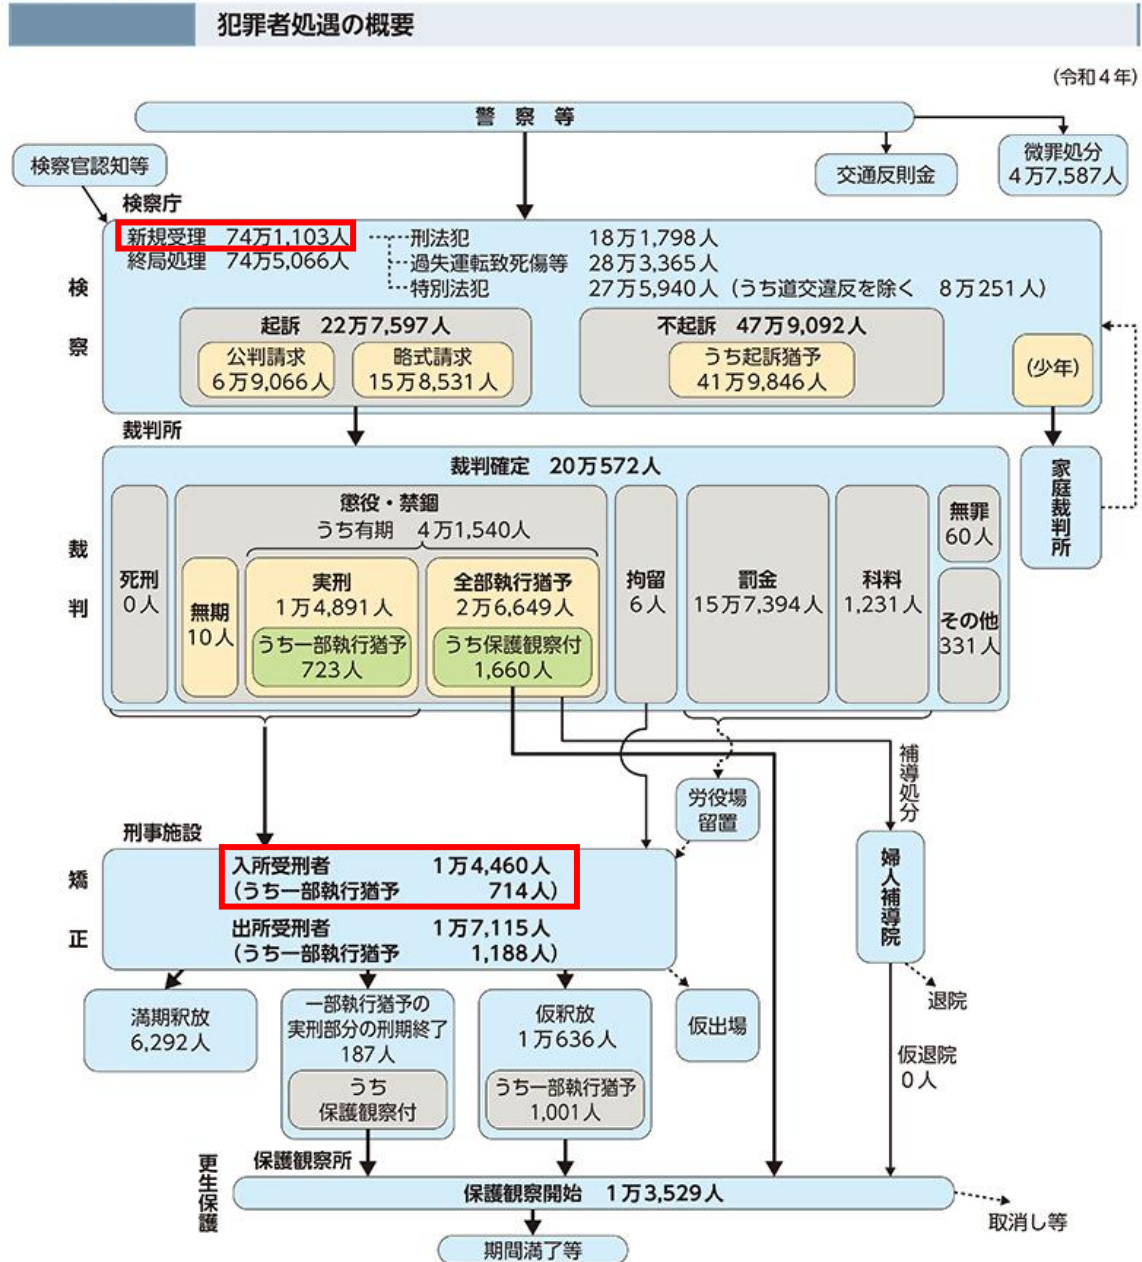 犯罪者処遇の概要
（令和4年）
警察等
検察官認知等
交通反則金
微罪処分
4万7,587人
検察庁
検察
新規受理 74万1,103人
終局処理 74万5,066人
刑法犯 18万1,798人
過失運転致死傷等 28万3,365人
特別法犯 27万5,940人（うち道交違反を除く 8万251人）
起訴 22万7,597人
公判請求
6万9,066人
略式請求
15万8,531人
不起訴 47万9,092人
うち起訴猶予
41万9,846人
（少年）
家庭裁判所
裁判所
裁判
裁判確定 20万572人
死刑
0人
懲役・禁錮
うち有期 4万1,540人
無期
10人
実刑
1万4,891人
うち一部執行猶予
723人
全部執行猶予
2万6,649人
うち保護観察付
1,660人
拘留
6人
罰金
15万7,394人
科料
1,231人
無罪
60人
その他
331人
補導処分
労役場
留置
婦人補導院
刑事施設
矯正
入所受刑者 1万4,460人
（うち一部執行猶予 714人）
出所受刑者 1万7,115人
（うち一部執行猶予 1,188人）
満期釈放
6,292人
一部執行猶予の
実刑部分の刑期終了
187人
うち
保護観察付
仮釈放
1万636人
うち一部執行猶予
1,001人
仮出場
退院
仮退院
0人
更生保護
保護観察所
保護観察開始 1万3,529人
取消し等
期間満了等